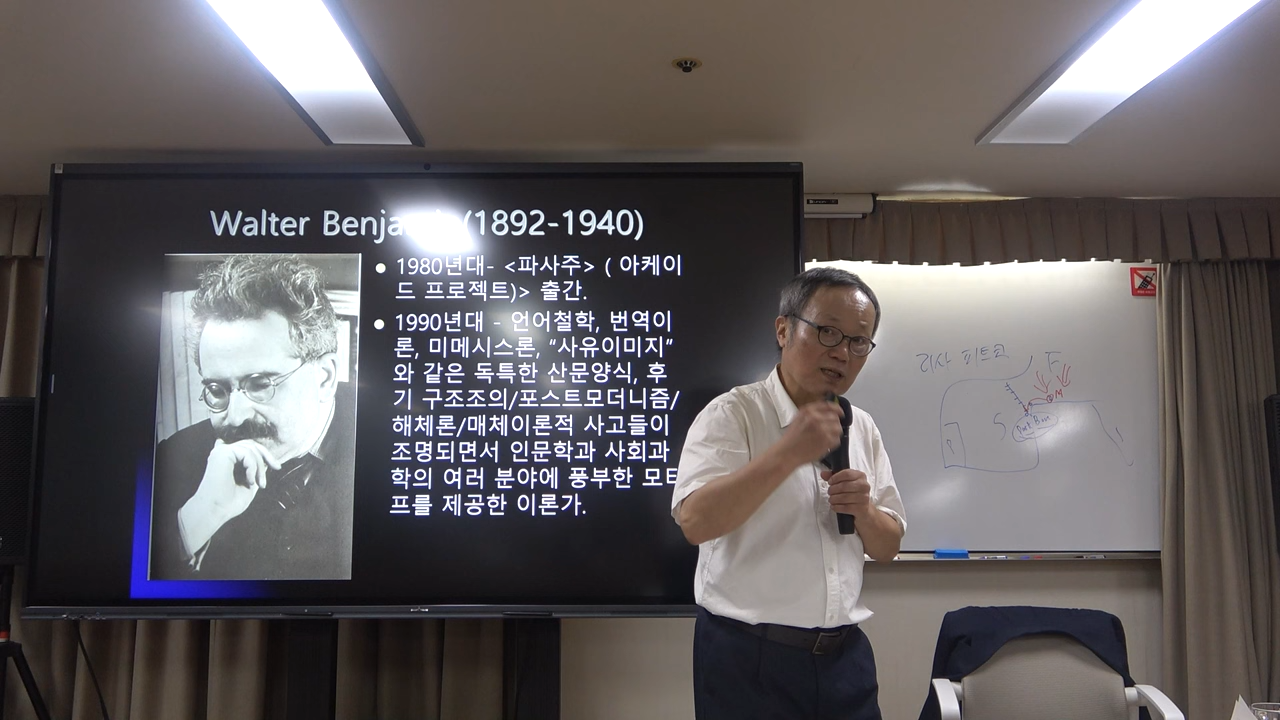 Walter Benja (1892-1940)
● 1980년대- <파사주> ( 아케이
드 프로젝트)> 출간.
● 1990년대 - 언어철학, 번역이
론, 미메시스론, “사유이미지”
와 같은 독특한 산문양식, 후
기 구조조의/포스트모더니즘/
해체론/매체이론적 사고들이
조명되면서 인문학과 사회과
학의 여러 분야에 풍부한 모티
프를 제공한 이론가.
리사 피트코
F
M
S
Port Bou
P